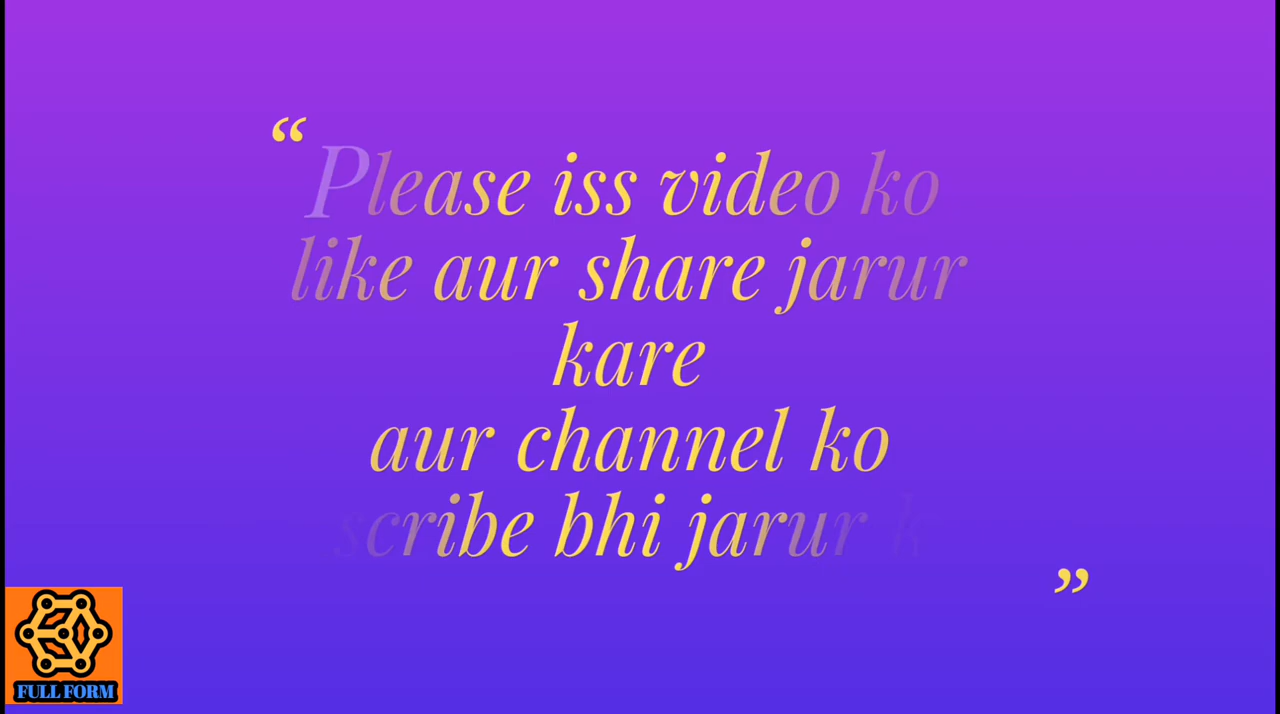 “Please iss video ko
like aur share jarur
kare
aur channel ko
scribe bhi jarur k”
FULL FORM